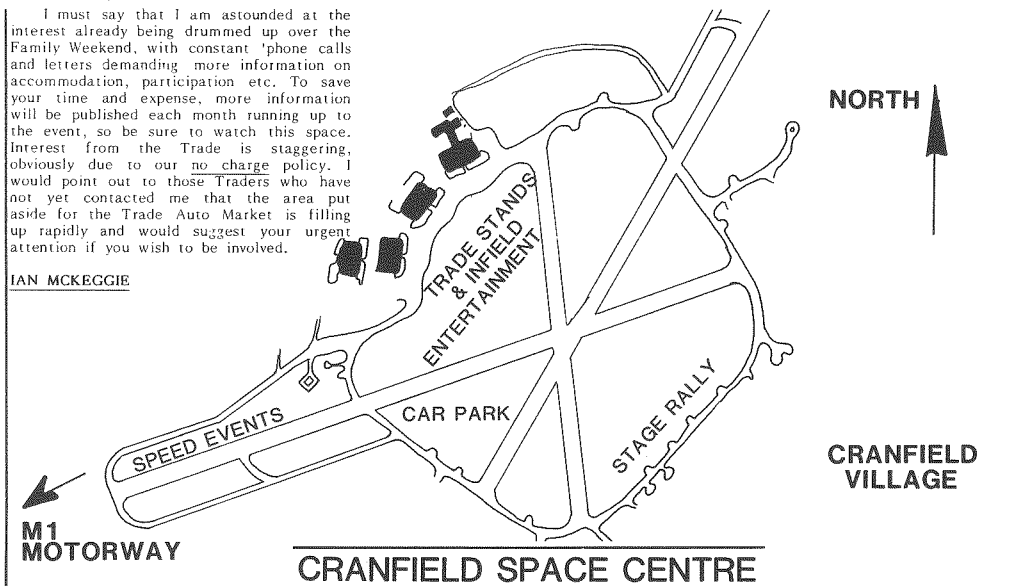 I must say that I am astounded at the
interest already being drummed up over the
Family Weekend, with constant 'phone calls
and letters demanding more information on
accommodation, participation etc. To save
your time and expense, more information
will be published each month running up to
the event, so be sure to watch this space.
Interest from the Trade is staggering,
obviously due to our no charge policy. I
would point out to those Traders who have
not yet contacted me that the area put
aside for the Trade Auto Market is filling
up rapidly and would suggest your urgent
attention if you wish to be involved.
IAN MCKEGGIE
NORTH
TRADE STANDS
& INFIELD
ENTERTAINMENT
SPEED EVENTS
CAR PARK
STAGE RALLY
CRANFIELD
VILLAGE
M1
MOTORWAY
CRANFIELD SPACE CENTRE